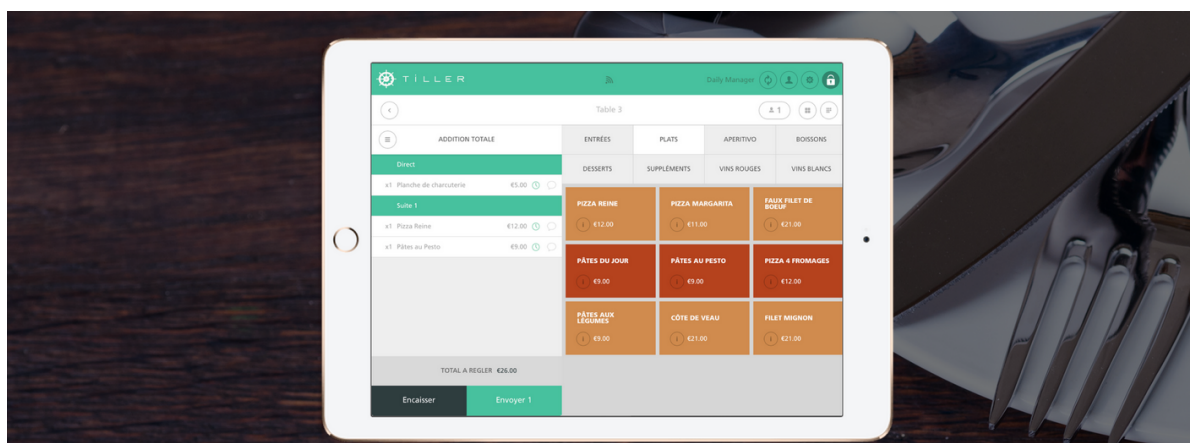 TiLLER
Daily Manager
Table 3
1
ADDITION TOTALE
Direct
x1 Planche de charcuterie €5.00
Suite 1
x1 Pizza Reine €12.00
x1 Pâtes au Pesto €9.00
TOTAL A REGLER €26.00
Encaisser
Envoyer 1
ENTRÉES PLATS APERITIVO BOISSONS
DESSERTS SUPPLÉMENTS VINS ROUGES VINS BLANCS
PIZZA REINE
i €12.00
PIZZA MARGARITA
i €11.00
FAUX FILET DE
BOEUF
i €21.00
PÂTES DU JOUR
i €9.00
PÂTES AU PESTO
i €9.00
PIZZA 4 FROMAGES
i €12.00
PÂTES AUX
LÉGUMES
i €9.00
CÔTE DE VEAU
i €21.00
FILET MIGNON
i €21.00